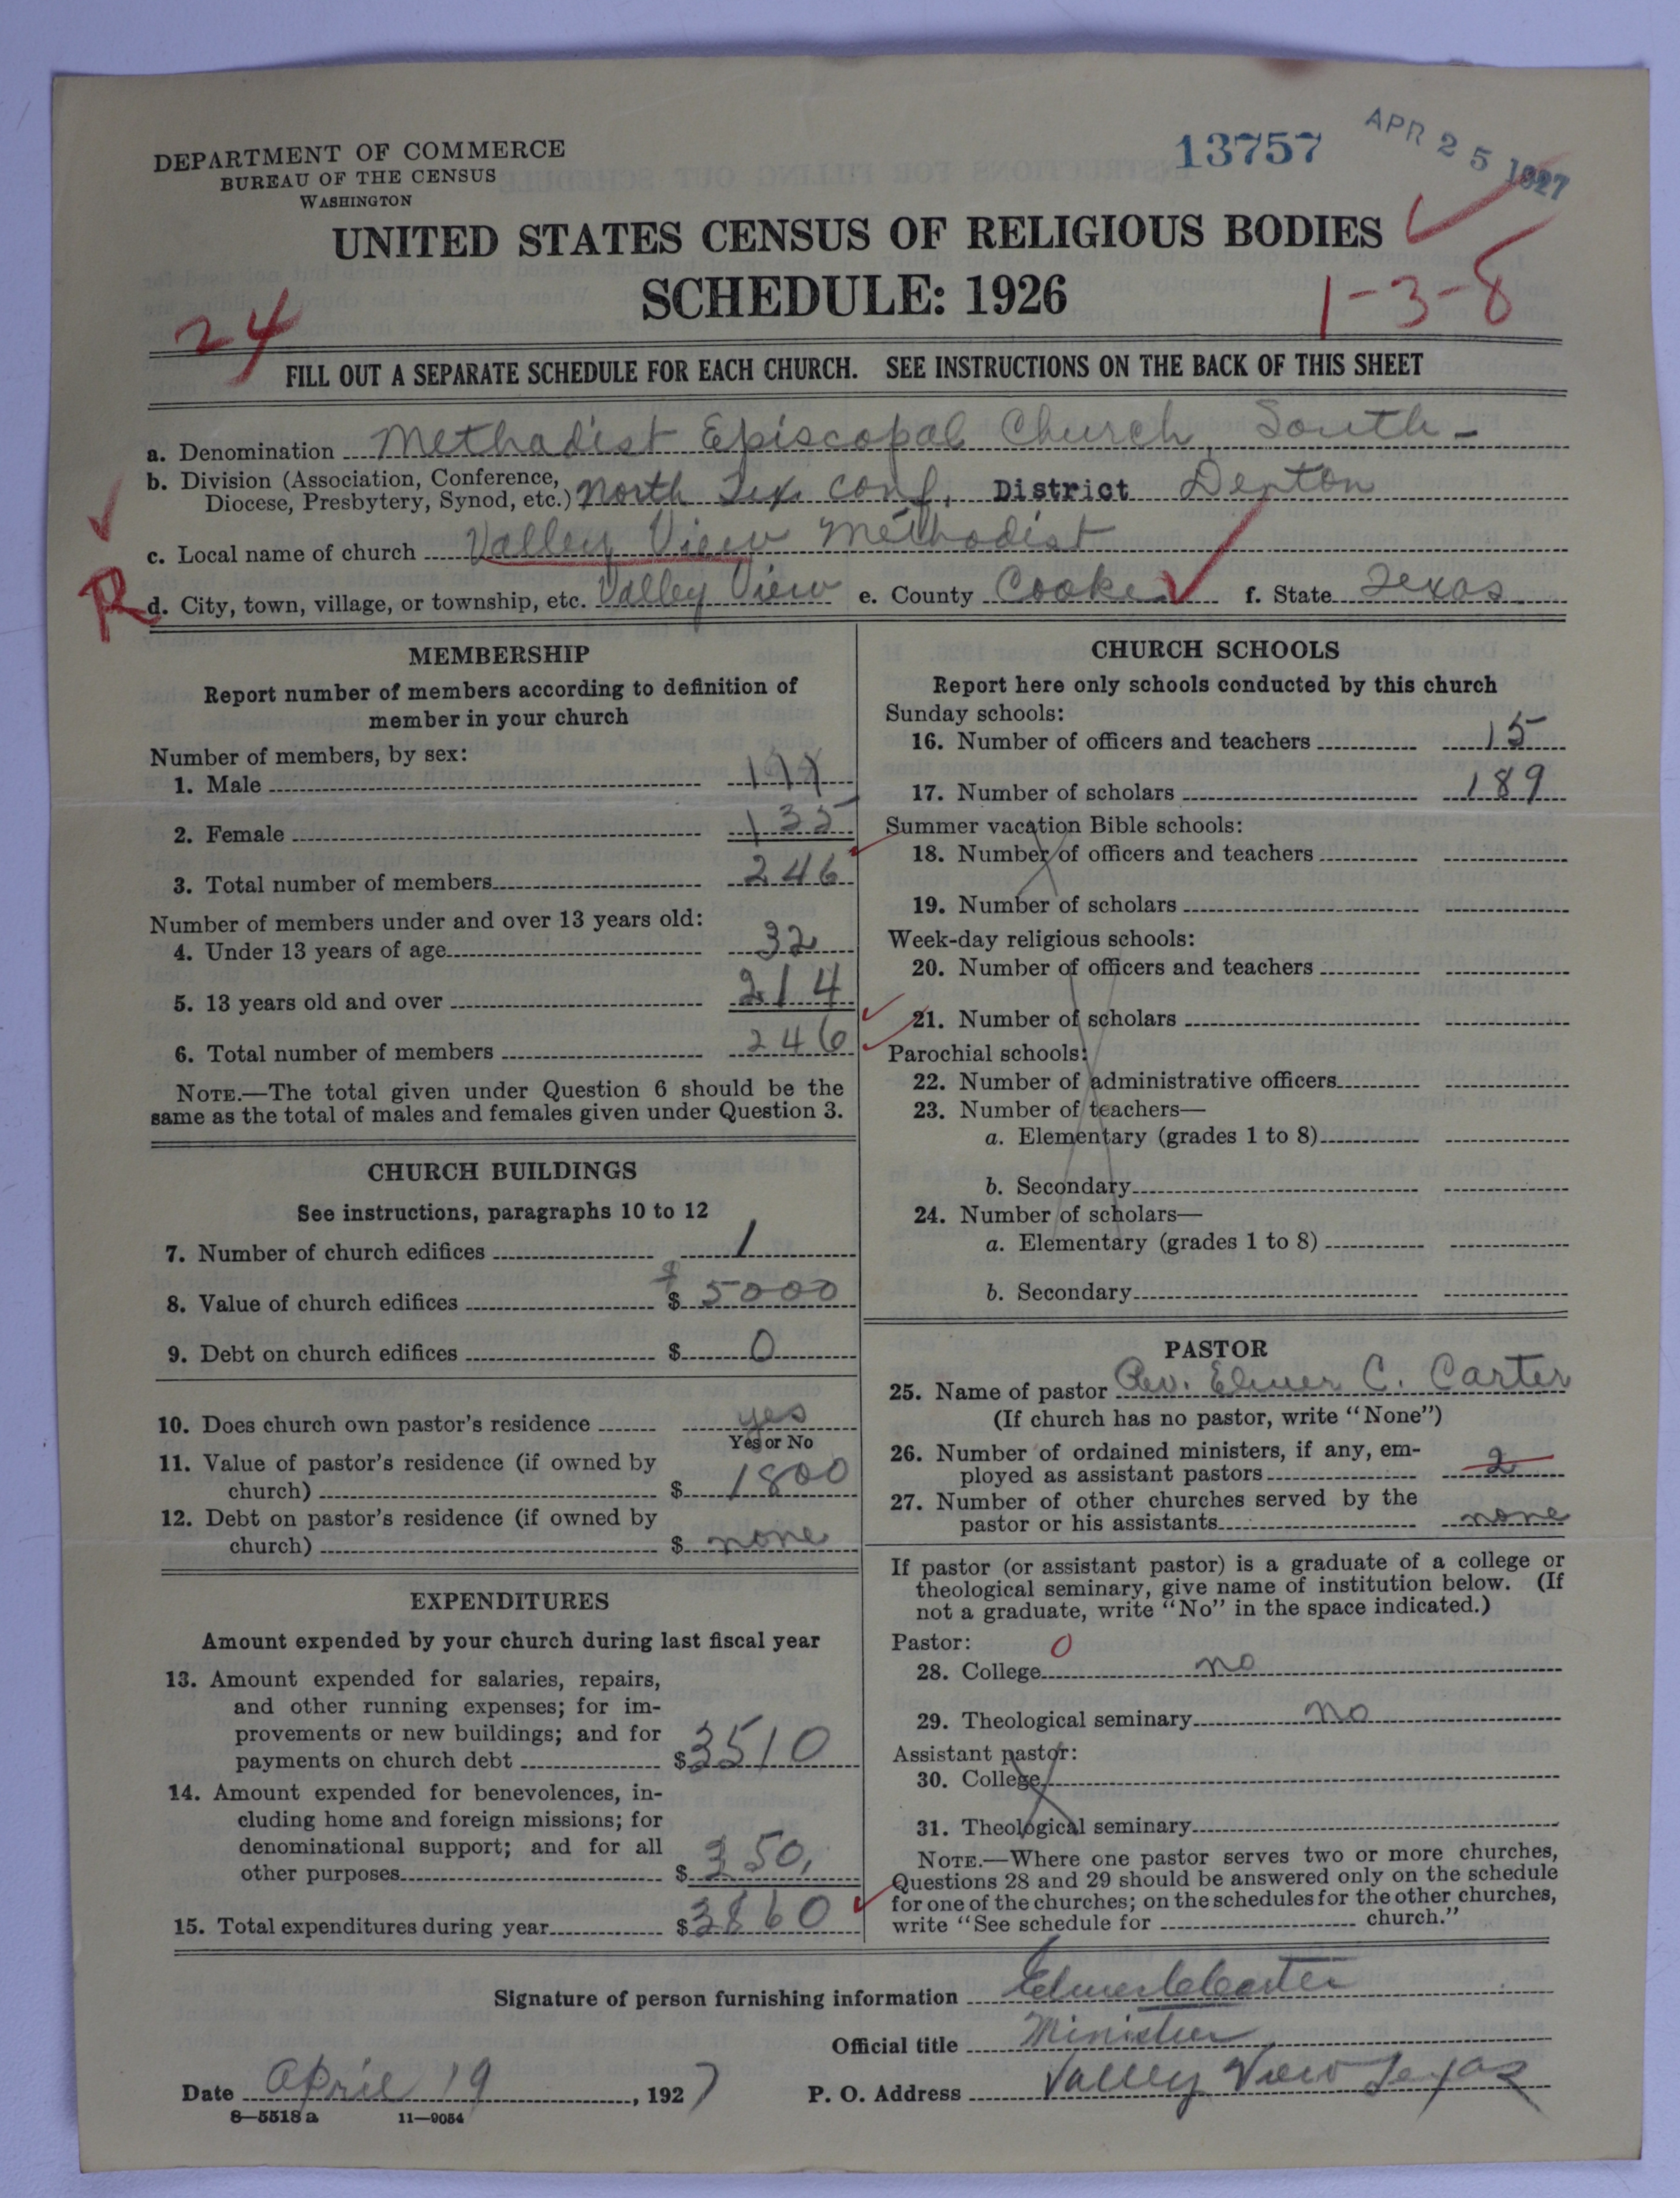 13757
APR 25 1927
DEPARTMENT OF COMMERCE
BUREAU OF THE CENSUS
WASHINGTON
UNITED STATES CENSUS OF RELIGIOUS BODIES
SCHEDULE: 1926
24
1-3-8
FILL OUT A SEPARATE SCHEDULE FOR EACH CHURCH. SEE INSTRUCTIONS ON THE BACK OF THIS SHEET
a. Denomination Methodist Episcopal Church, South-
b. Division (Association, Conference,
Diocese, Presbytery, Synod, etc.) North Tex. Conf. District Denton
c. Local name of church Valley View Methodist
R
d. City, town, village, or township, etc. Valley View e. County Cooke f. State Texas
MEMBERSHIP
Report number of members according to definition of
member in your church
Number of members, by sex:
1. Male 111
2. Female 135
3. Total number of members 246
Number of members under and over 13 years old:
4. Under 13 years of age 32
5. 13 years old and over 214
6. Total number of members 246
NOTE.—The total given under Question 6 should be the
same as the total of males and females given under Question 3.
CHURCH BUILDINGS
See instructions, paragraphs 10 to 12
7. Number of church edifices 1
8. Value of church edifices $ 5000
9. Debt on church edifices $ 0
10. Does church own pastor's residence yes
Yes or No
11. Value of pastor's residence (if owned by
church) $ 1800
12. Debt on pastor's residence (if owned by
church) $ none
EXPENDITURES
Amount expended by your church during last fiscal year
13. Amount expended for salaries, repairs,
and other running expenses; for im-
provements or new buildings; and for
payments on church debt $ 3510
14. Amount expended for benevolences, in-
cluding home and foreign missions; for
denominational support; and for all
other purposes $ 350,
15. Total expenditures during year $ 3860
CHURCH SCHOOLS
Report here only schools conducted by this church
Sunday schools:
16. Number of officers and teachers 15
17. Number of scholars 189
Summer vacation Bible schools:
18. Number of officers and teachers
19. Number of scholars
Week-day religious schools:
20. Number of officers and teachers
21. Number of scholars
Parochial schools:
22. Number of administrative officers
23. Number of teachers—
a. Elementary (grades 1 to 8)
b. Secondary
24. Number of scholars—
a. Elementary (grades 1 to 8)
b. Secondary
PASTOR
25. Name of pastor Rev. Elmer C. Carter
(If church has no pastor, write "None")
26. Number of ordained ministers, if any, em-
ployed as assistant pastors 2
27. Number of other churches served by the
pastor or his assistants none
If pastor (or assistant pastor) is a graduate of a college or
theological seminary, give name of institution below. (If
not a graduate, write "No" in the space indicated.)
Pastor: 0
28. College no
29. Theological seminary no
Assistant pastor:
30. College
31. Theological seminary
NOTE.—Where one pastor serves two or more churches,
Questions 28 and 29 should be answered only on the schedule
for one of the churches; on the schedules for the other churches,
write "See schedule for church."
Signature of person furnishing information Elmer C Carter
Official title Minister
Date April 19, 1927 P. O. Address Valley View Texas
8—5518 a 11—9054